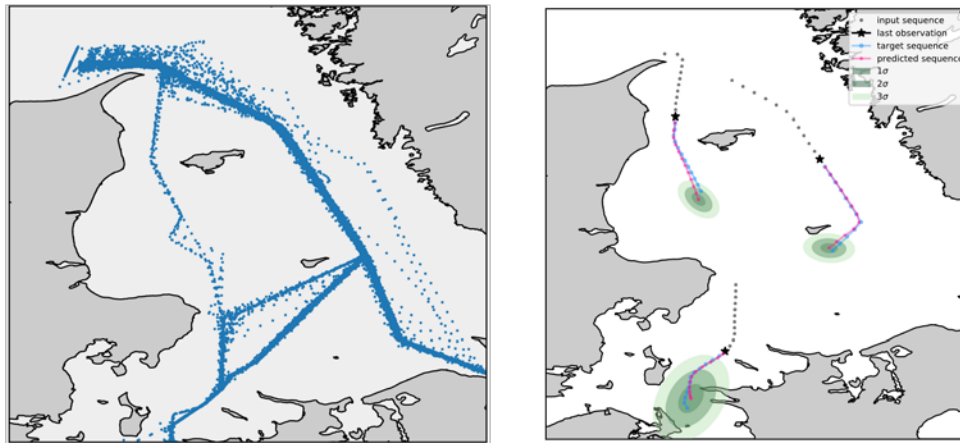 input sequence
last observation
target sequence
predicted sequence
1σ
2σ
3σ